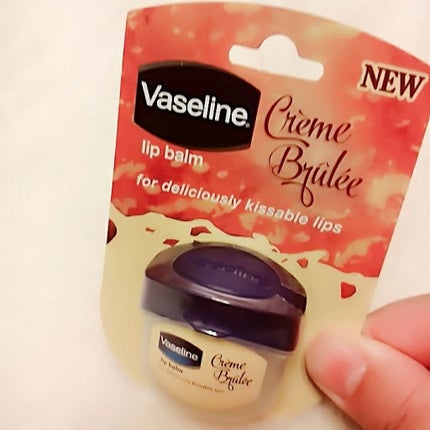 NEW
Vaseline
Crème
Brûlée
lip balm
for deliciously kissable lips
Vaseline
lip balm
Crème
Brûlée